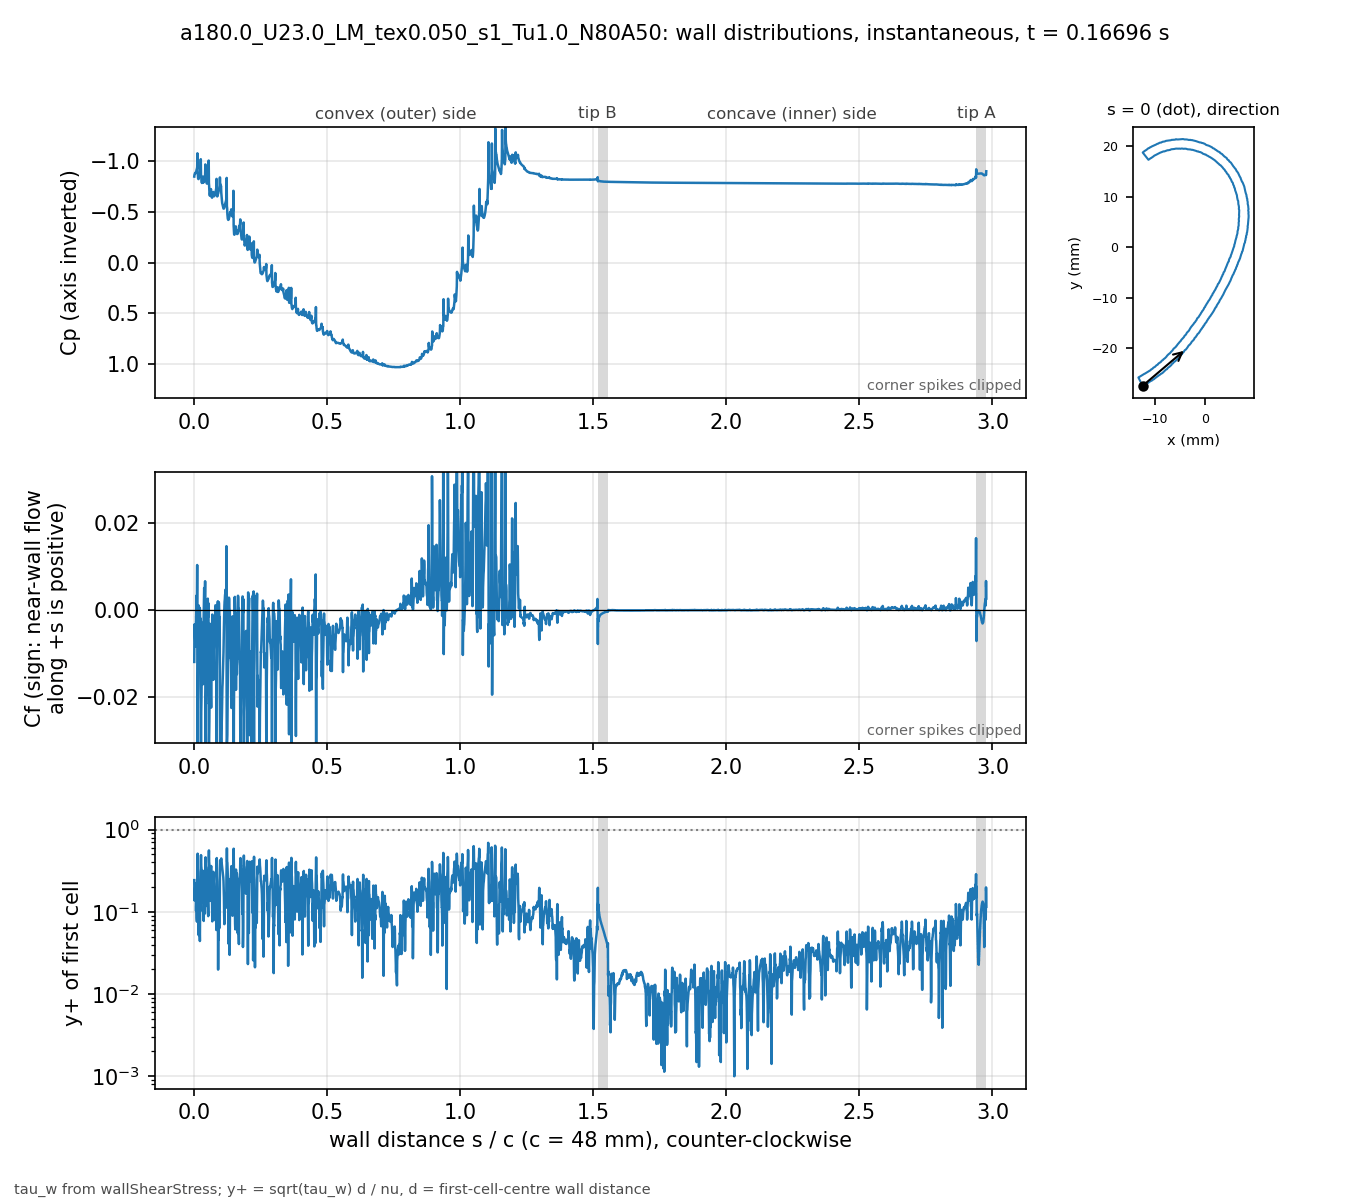 a180.0_U23.0_LM_tex0.050_s1_Tu1.0_N80A50: wall distributions, instantaneous, t = 0.16696 s
convex (outer) side
tip B
concave (inner) side
tip A
s = 0 (dot), direction
Cp (axis inverted)
−1.0
−0.5
0.0
0.5
1.0
corner spikes clipped
0.0 0.5 1.0 1.5 2.0 2.5 3.0
y (mm)
20
10
0
−10
−20
−10 0
x (mm)
Cf (sign: near-wall flow
along +s is positive)
0.02
0.00
−0.02
corner spikes clipped
0.0 0.5 1.0 1.5 2.0 2.5 3.0
y+ of first cell
10⁰
10⁻¹
10⁻²
10⁻³
0.0 0.5 1.0 1.5 2.0 2.5 3.0
wall distance s / c (c = 48 mm), counter-clockwise
tau_w from wallShearStress; y+ = sqrt(tau_w) d / nu, d = first-cell-centre wall distance